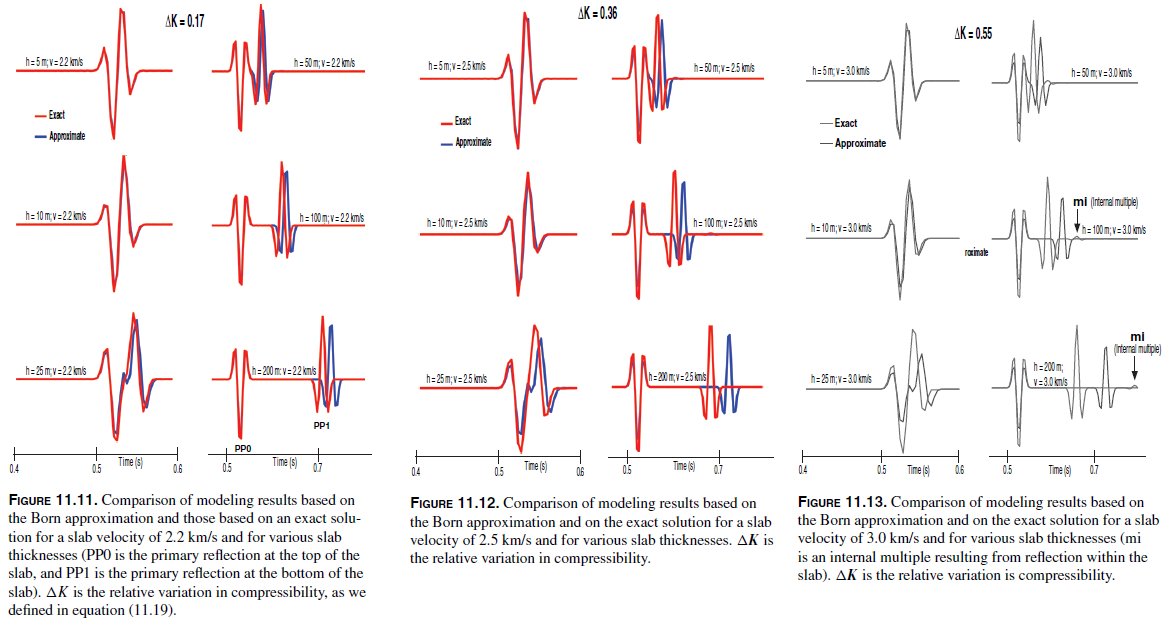 ΔK = 0.17
h = 5 m; v = 2.2 km/s
h = 50 m; v = 2.2 km/s
Exact
Approximate
h = 10 m; v = 2.2 km/s
h = 100 m; v = 2.2 km/s
h = 25 m; v = 2.2 km/s
h = 200 m; v = 2.2 km/s
PP1
PP0
0.4 0.5 Time (s) 0.6
0.5 Time (s) 0.7
FIGURE 11.11. Comparison of modeling results based on
the Born approximation and those based on an exact solu-
tion for a slab velocity of 2.2 km/s and for various slab
thicknesses (PP0 is the primary reflection at the top of the
slab, and PP1 is the primary reflection at the bottom of the
slab). ΔK is the relative variation in compressibility, as we
defined in equation (11.19).
ΔK = 0.36
h = 5 m; v = 2.5 km/s
h = 50 m; v = 2.5 km/s
Exact
Approximate
h = 10 m; v = 2.5 km/s
h = 100 m; v = 2.5 km/s
h = 25 m; v = 2.5 km/s
h = 200 m; v = 2.5 km/s
0.4 0.5 Time (s) 0.6
0.5 Time (s) 0.7
FIGURE 11.12. Comparison of modeling results based on
the Born approximation and on the exact solution for a slab
velocity of 2.5 km/s and for various slab thicknesses. ΔK is
the relative variation in compressibility.
ΔK = 0.55
h = 5 m; v = 3.0 km/s
h = 50 m; v = 3.0 km/s
Exact
Approximate
mi (Internal multiple)
h = 10 m; v = 3.0 km/s
h = 100 m; v = 3.0 km/s
roximate
mi
(Internal multiple)
h = 25 m; v = 3.0 km/s
h = 200 m;
v = 3.0 km/s
0.4 0.5 Time (s) 0.6
0.5 Time (s) 0.7
FIGURE 11.13. Comparison of modeling results based on
the Born approximation and on the exact solution for a slab
velocity of 3.0 km/s and for various slab thicknesses (mi
is an internal multiple resulting from reflection within the
slab). ΔK is the relative variation is compressibility.